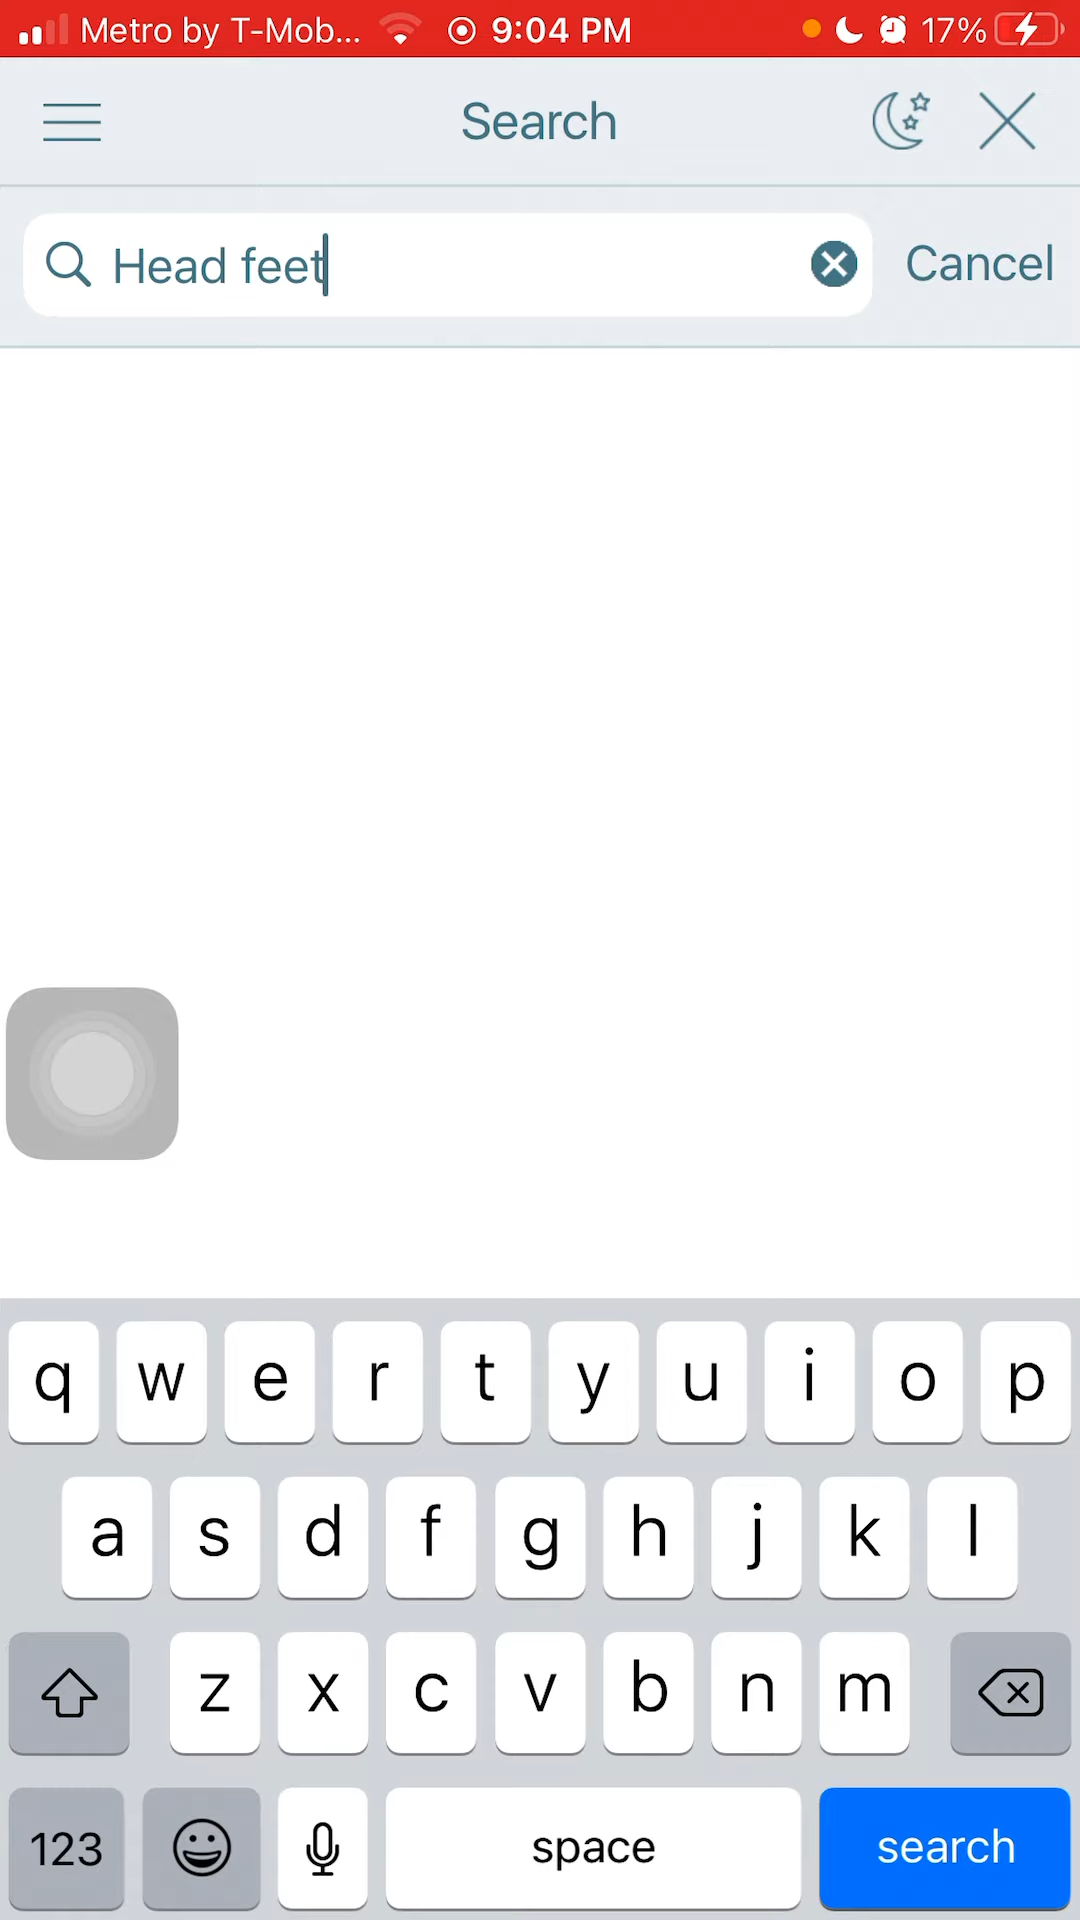 Metro by T-Mob... 9:04 PM 17%
Search
Head feet Cancel
q w e r t y u i o p
a s d f g h j k l
z x c v b n m
123 space search